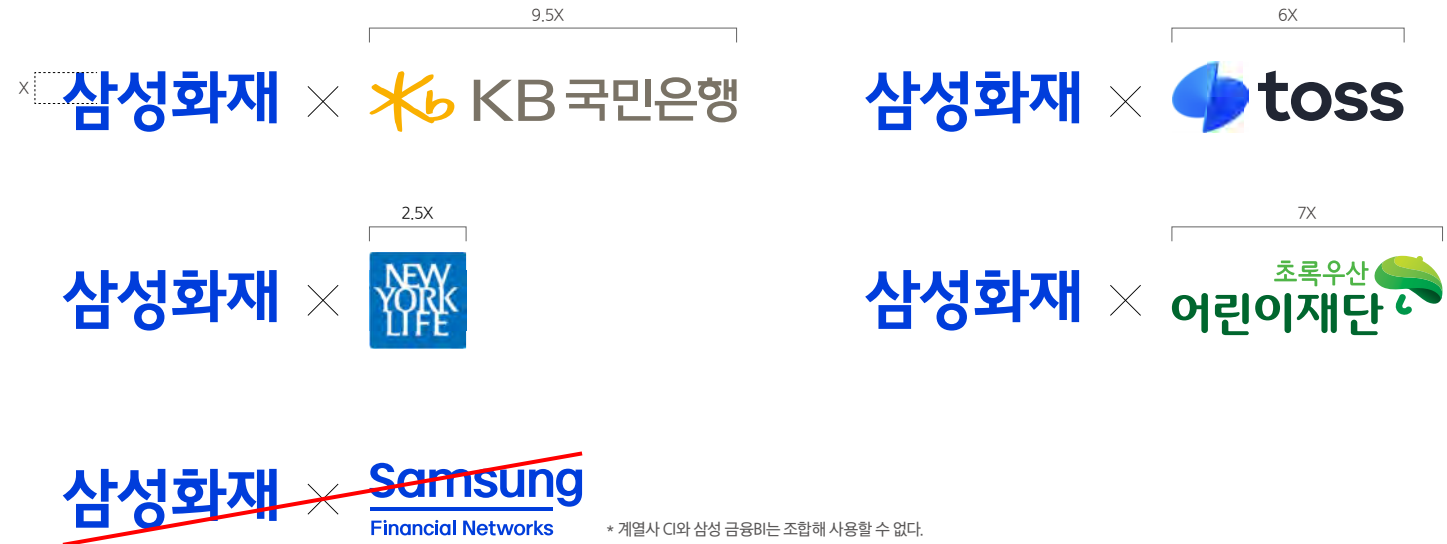 9.5X
6X
X
삼성화재 × KB 국민은행
삼성화재 × toss
2.5X
7X
삼성화재 × NEW
YORK
LIFE
삼성화재 × 초록우산
어린이재단
삼성화재 × Samsung
Financial Networks
* 계열사 CI와 삼성 금융BI는 조합해 사용할 수 없다.